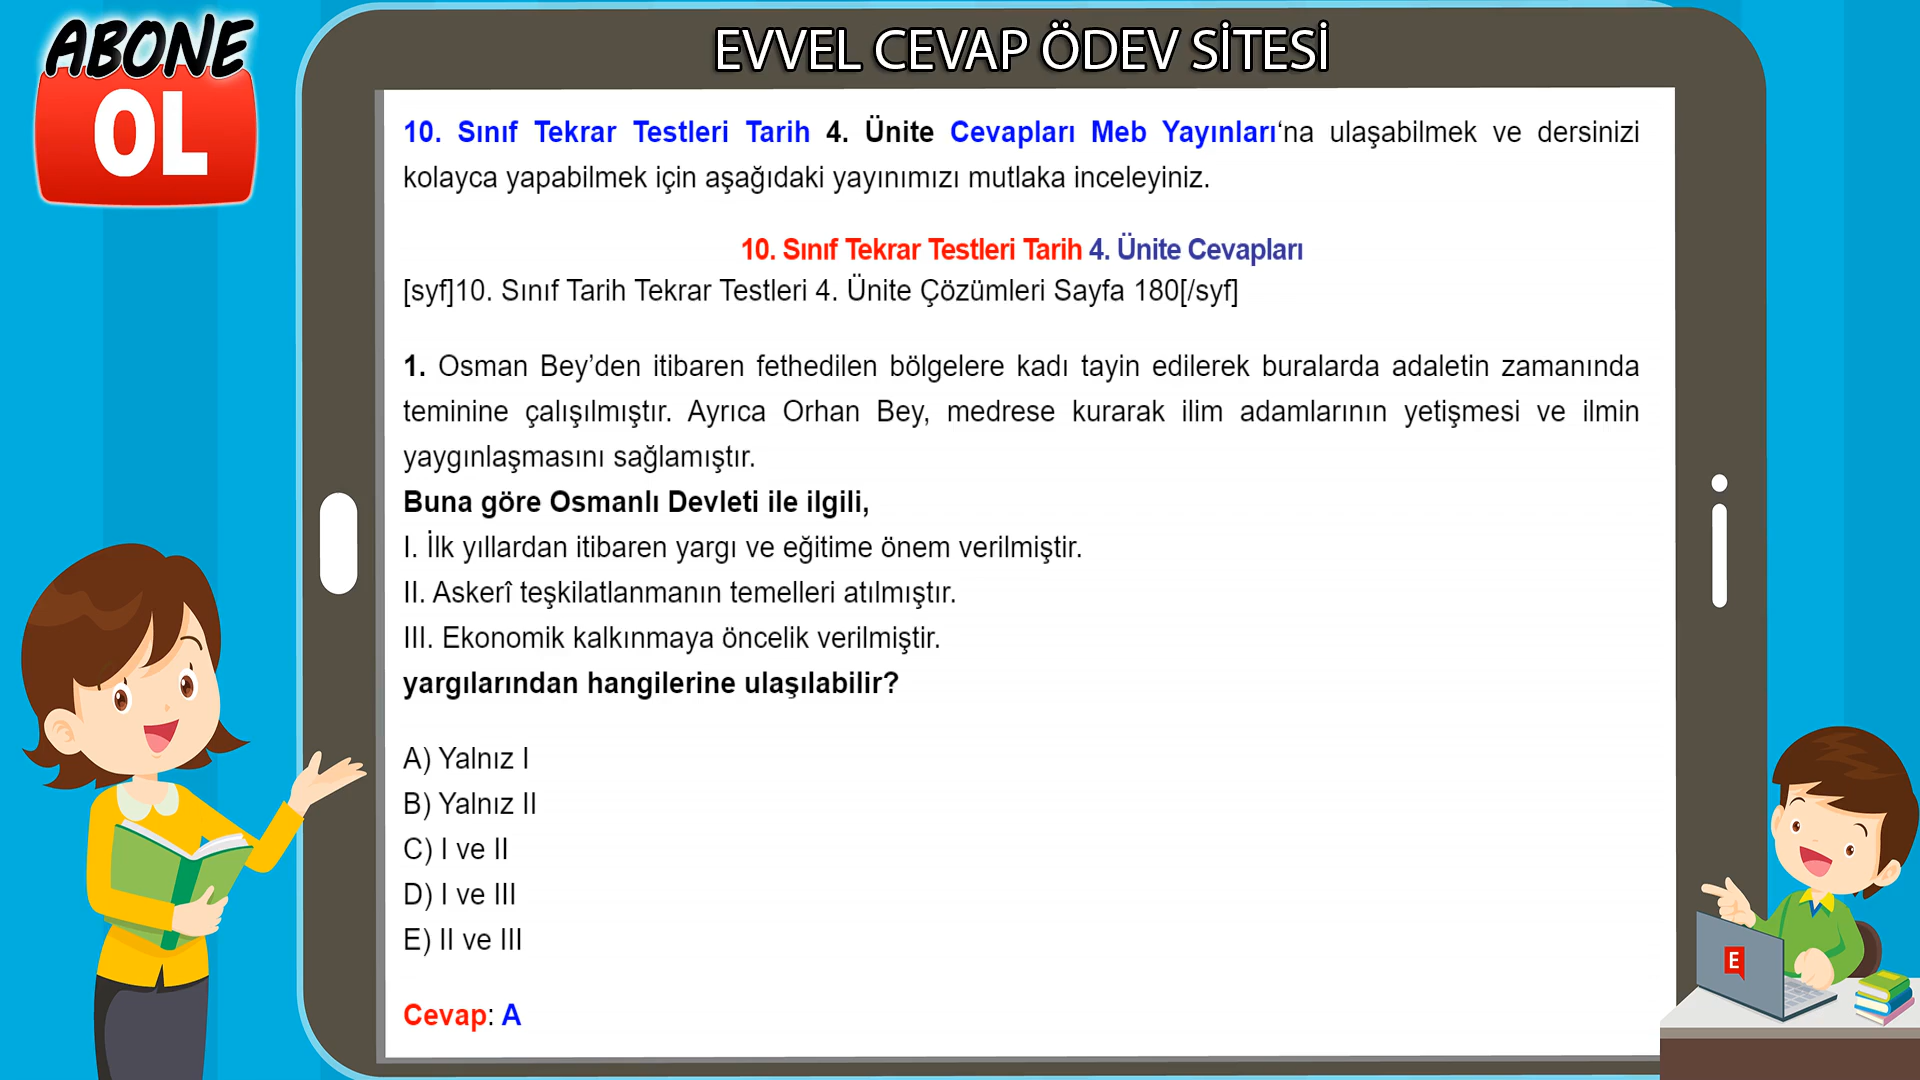 ABONE
OL
EVVEL CEVAP ÖDEV SİTESİ
10. Sınıf Tekrar Testleri Tarih 4. Ünite Cevapları Meb Yayınları‘na ulaşabilmek ve dersinizi
kolayca yapabilmek için aşağıdaki yayınımızı mutlaka inceleyiniz.
10. Sınıf Tekrar Testleri Tarih 4. Ünite Cevapları
[syf]10. Sınıf Tarih Tekrar Testleri 4. Ünite Çözümleri Sayfa 180[/syf]
1. Osman Bey’den itibaren fethedilen bölgelere kadı tayin edilerek buralarda adaletin zamanında
teminine çalışılmıştır. Ayrıca Orhan Bey, medrese kurarak ilim adamlarının yetişmesi ve ilmin
yaygınlaşmasını sağlamıştır.
Buna göre Osmanlı Devleti ile ilgili,
I. İlk yıllardan itibaren yargı ve eğitime önem verilmiştir.
II. Askerî teşkilatlanmanın temelleri atılmıştır.
III. Ekonomik kalkınmaya öncelik verilmiştir.
yargılarından hangilerine ulaşılabilir?
A) Yalnız I
B) Yalnız II
C) I ve II
D) I ve III
E) II ve III
Cevap: A
E